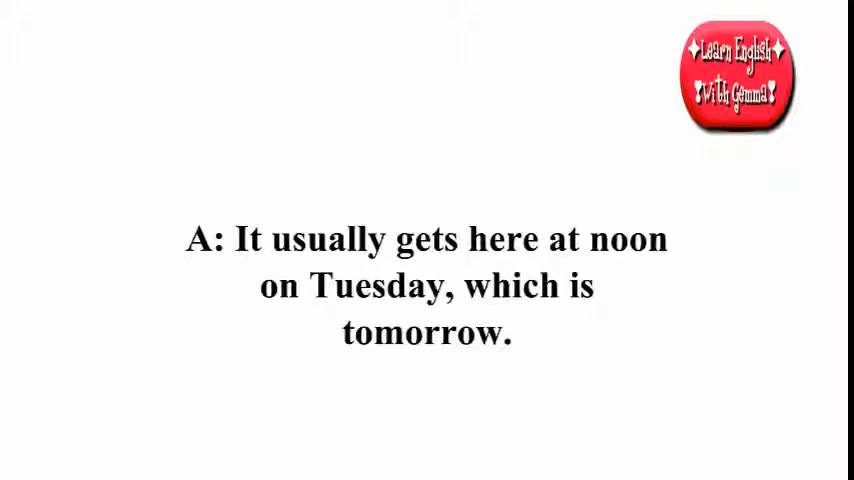 Learn English
With Gemma
A: It usually gets here at noon
on Tuesday, which is
tomorrow.